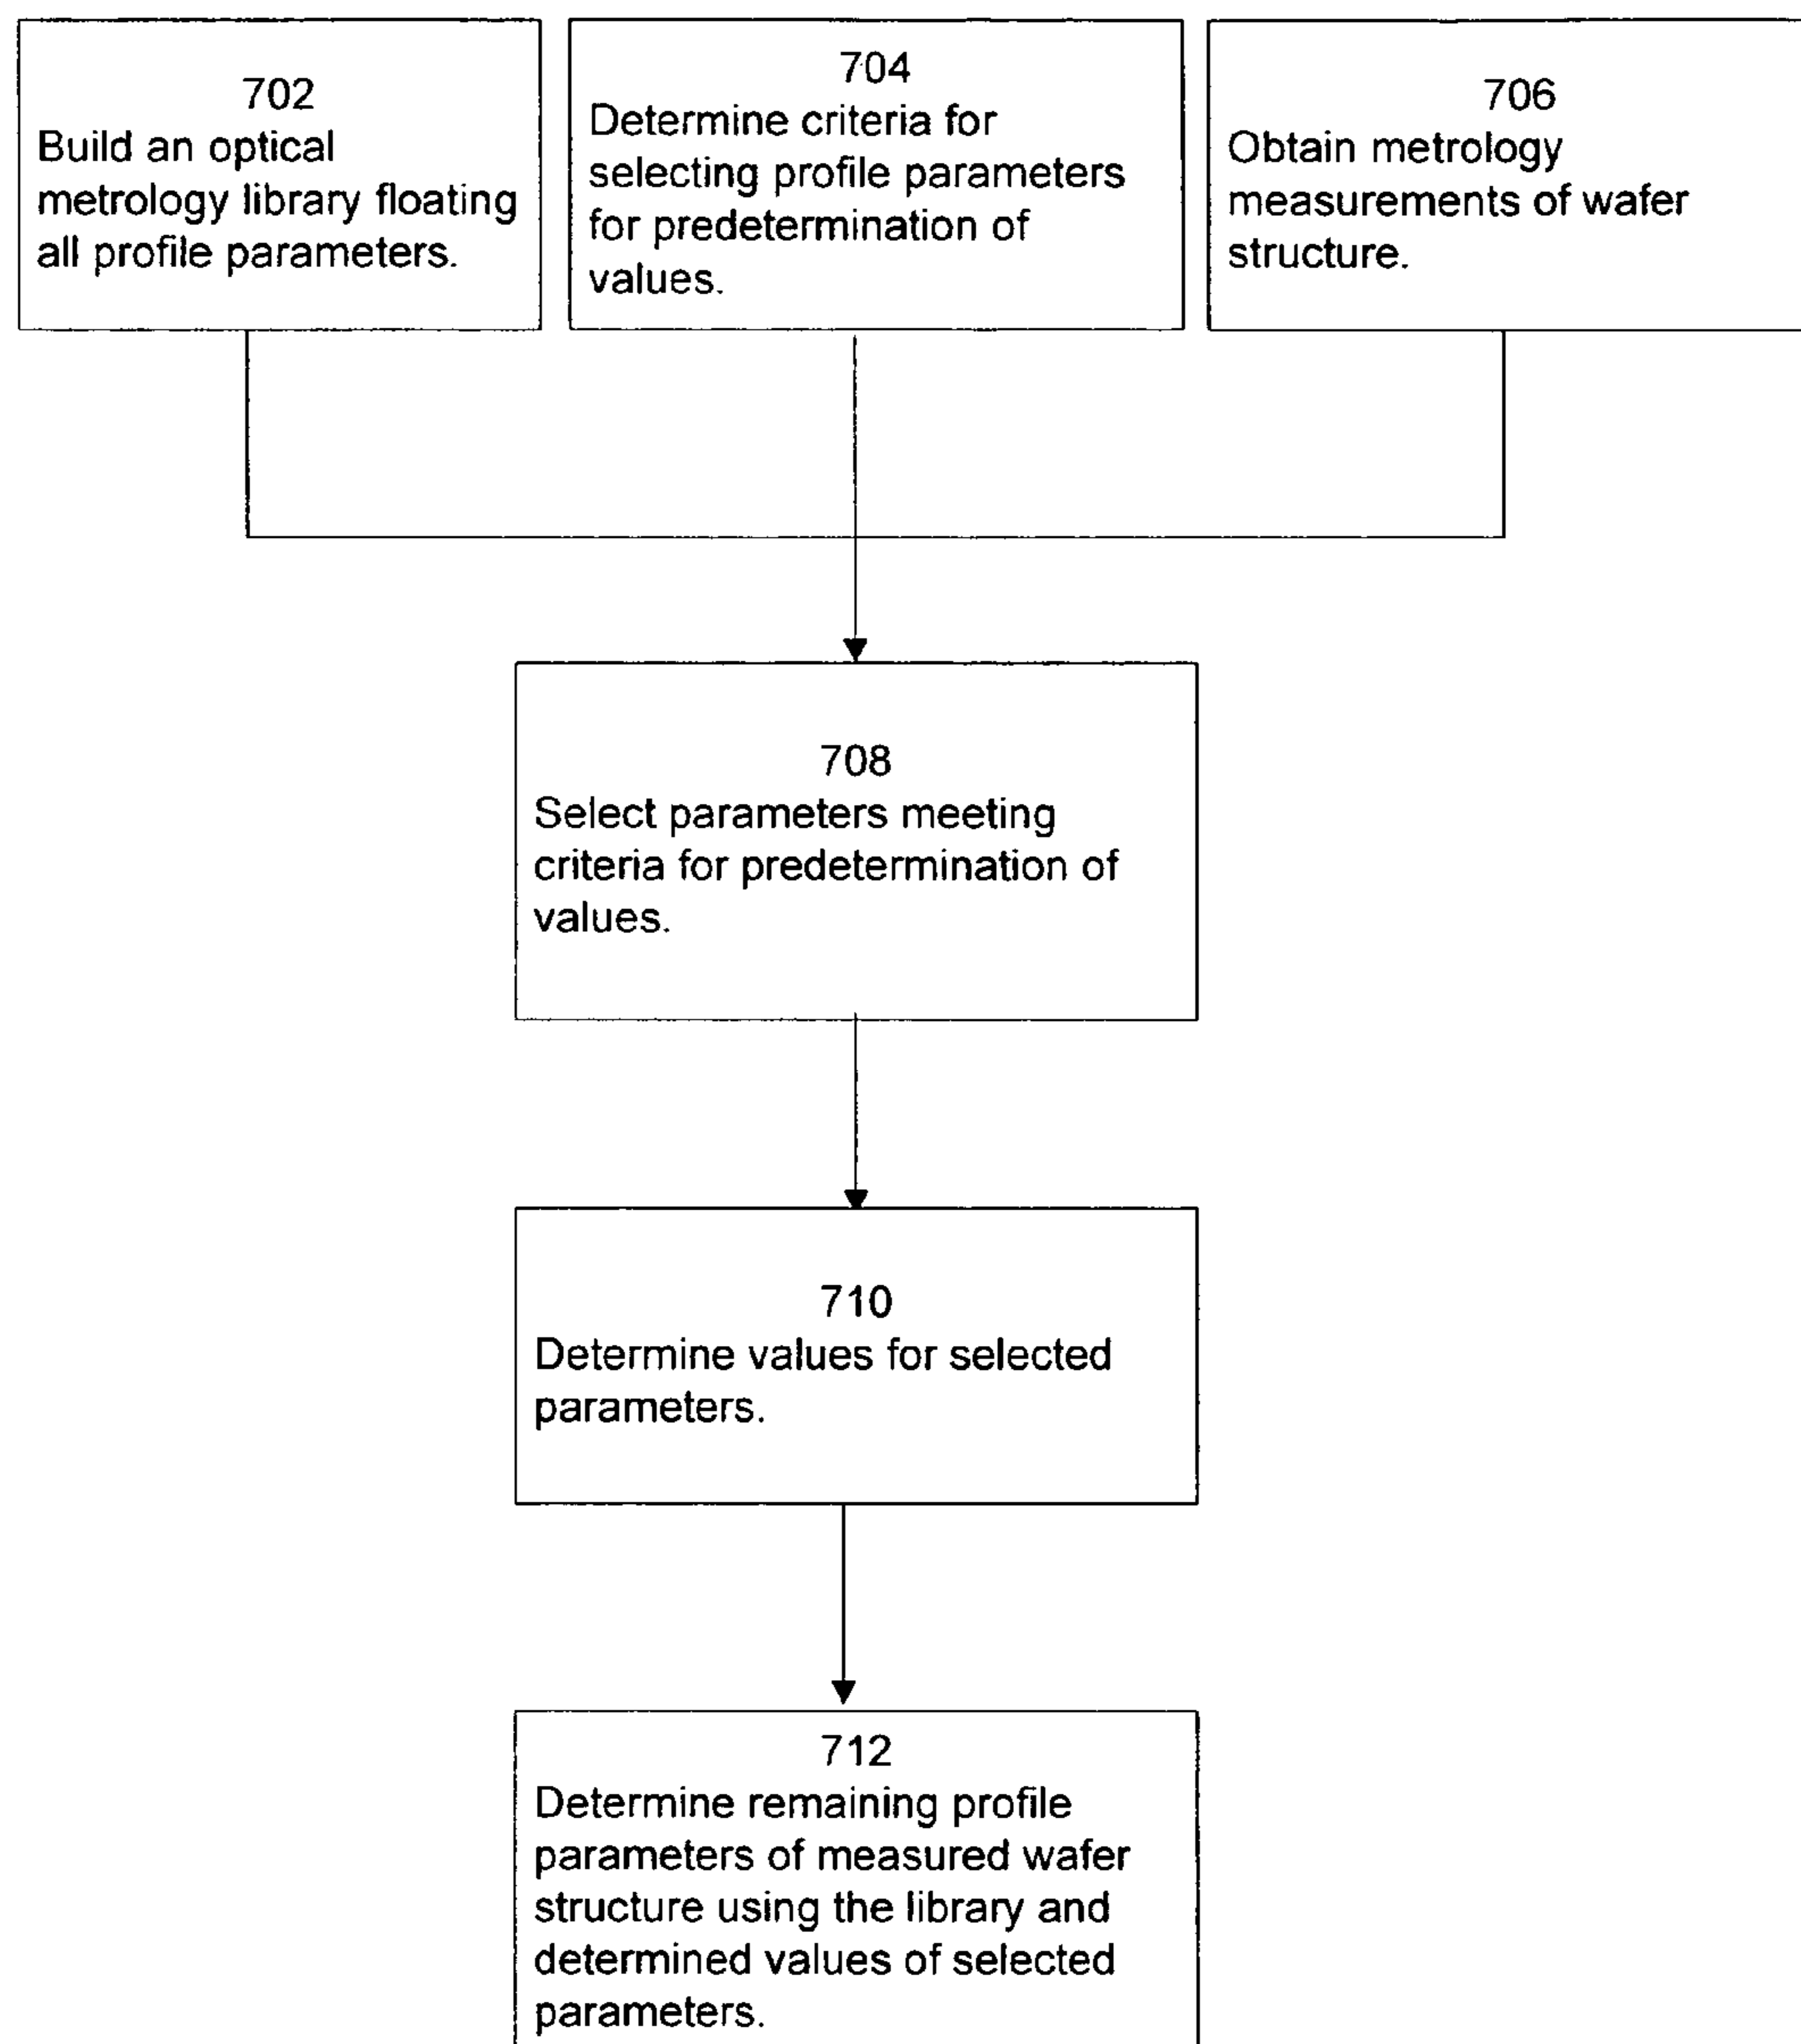 702
Build an optical
metrology library floating
all profile parameters.
704
Determine criteria for
selecting profile parameters
for predetermination of
values.
706
Obtain metrology
measurements of wafer
structure.
708
Select parameters meeting
criteria for predetermination of
values.
710
Determine values for selected
parameters.
712
Determine remaining profile
parameters of measured wafer
structure using the library and
determined values of selected
parameters.